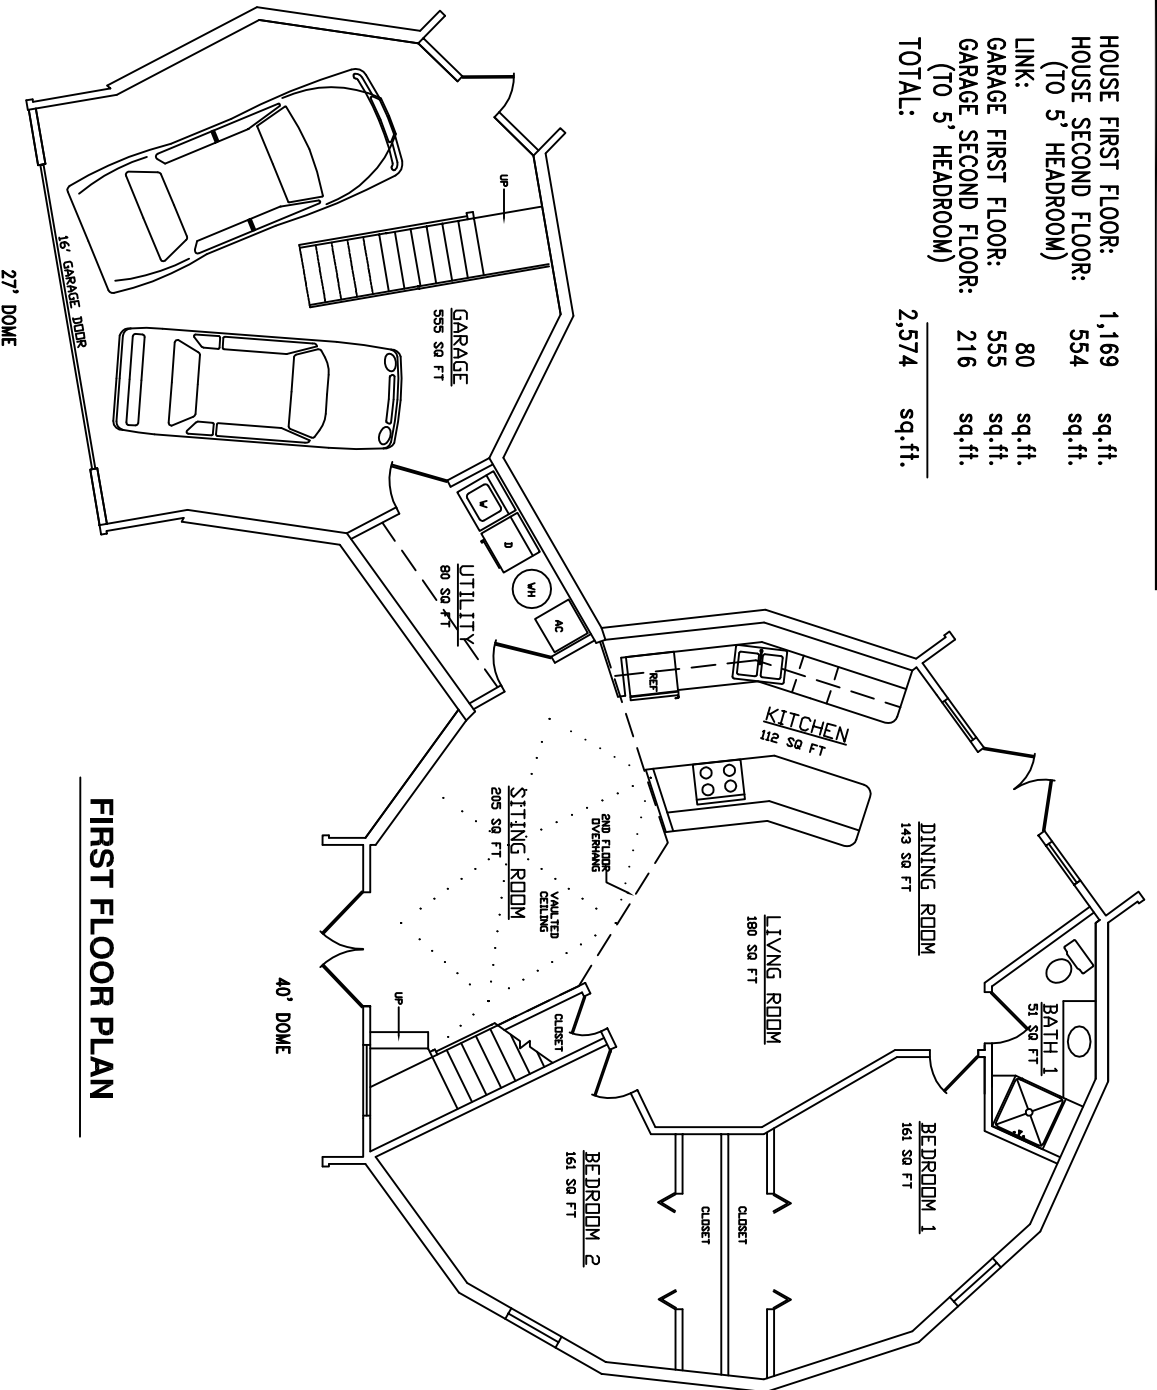 HOUSE FIRST FLOOR: 1,169 sq.ft.
HOUSE SECOND FLOOR: 554 sq.ft.
(TO 5' HEADROOM)
LINK: 80 sq.ft.
GARAGE FIRST FLOOR: 555 sq.ft.
GARAGE SECOND FLOOR: 216 sq.ft.
(TO 5' HEADROOM)
TOTAL: 2,574 sq.ft.
BATH 1
51 SQ FT
DINING ROOM
143 SQ FT
BEDROOM 1
161 SQ FT
KITCHEN
112 SQ FT
REF
LIVNG ROOM
180 SQ FT
CLOSET
CLOSET
2ND FLOOR
OVERHANG
VAULTED
CEILING
CLOSET
BEDROOM 2
161 SQ FT
SITING ROOM
205 SQ FT
UP
UP
GARAGE
555 SQ FT
W
D
WH
AC
UTILITY
80 SQ FT
16' GARAGE DOOR
27' DOME
40' DOME
FIRST FLOOR PLAN